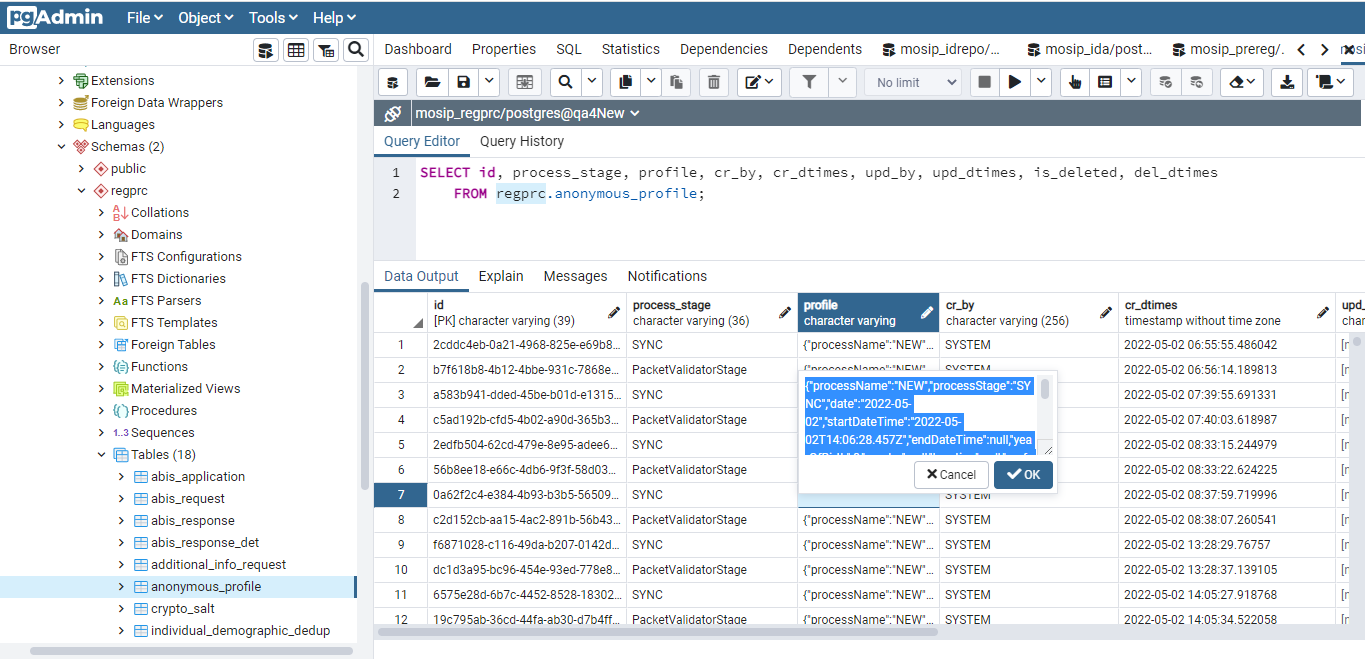 pgAdmin File Object Tools Help
Browser
Dashboard Properties SQL Statistics Dependencies Dependents mosip_idrepo/... mosip_ida/post... mosip_prereg/.
Extensions
Foreign Data Wrappers
Languages
Schemas (2)
public
regprc
Collations
Domains
FTS Configurations
FTS Dictionaries
Aa FTS Parsers
FTS Templates
Foreign Tables
Functions
Materialized Views
Procedures
1..3 Sequences
Tables (18)
abis_application
abis_request
abis_response
abis_response_det
additional_info_request
anonymous_profile
crypto_salt
individual_demographic_dedup
No limit
mosip_regprc/postgres@qa4New
Query Editor Query History
1 SELECT id, process_stage, profile, cr_by, cr_dtimes, upd_by, upd_dtimes, is_deleted, del_dtimes
2 FROM regprc.anonymous_profile;
Data Output Explain Messages Notifications
id process_stage profile cr_by cr_dtimes upd_
[PK] character varying (39) character varying (36) character varying character varying (256) timestamp without time zone char
1 2cddc4eb-0a21-4968-825e-e69b8... SYNC {"processName":"NEW"... SYSTEM 2022-05-02 06:55:55.486042
2 b7f618b8-4b12-4bbe-931c-7868e... PacketValidatorStage {"processName":"NEW"... SYSTEM 2022-05-02 06:56:14.189813
3 a583b941-dded-45be-b01d-e1315... SYNC 2022-05-02 07:39:55.691331
4 c5ad192b-cfd5-4b02-a90d-365b3... PacketValidatorStage 2022-05-02 07:40:03.618987
5 2edfb504-62cd-479e-8e95-adee6... SYNC 2022-05-02 08:33:15.244979
6 56b8ee18-e66c-4db6-9f3f-58d03... PacketValidatorStage 2022-05-02 08:33:22.624225
7 0a62f2c4-e384-4b93-b3b5-56509... SYNC SYSTEM 2022-05-02 08:37:59.719996
8 c2d152cb-aa15-4ac2-891b-56b43... PacketValidatorStage {"processName":"NEW"... SYSTEM 2022-05-02 08:38:07.260541
9 f6871028-c116-49da-b207-0142d... SYNC {"processName":"NEW"... SYSTEM 2022-05-02 13:28:29.76757
10 dc1d3a95-bc96-454e-93ed-778e8... PacketValidatorStage {"processName":"NEW"... SYSTEM 2022-05-02 13:28:37.139105
11 6575e28d-6b7c-4452-8528-18302... SYNC {"processName":"NEW"... SYSTEM 2022-05-02 14:05:27.918768
12 19c795ab-36cd-44fa-ab30-d7b4ff... PacketValidatorStage {"processName":"NEW"... SYSTEM 2022-05-02 14:05:34.522058
{"processName":"NEW","processStage":"SY
NC","date":"2022-05-
02","startDateTime":"2022-05-
02T14:06:28.457Z","endDateTime":null,"yea
Cancel OK